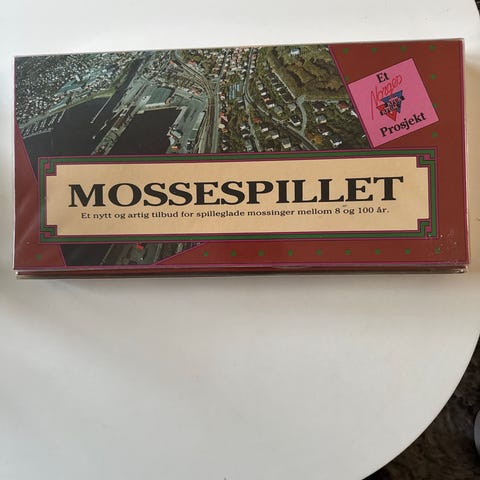 Et
Prosjekt
MOSSESPILLET
Et nytt og artig tilbud for spilleglade mossinger mellom 8 og 100 år.